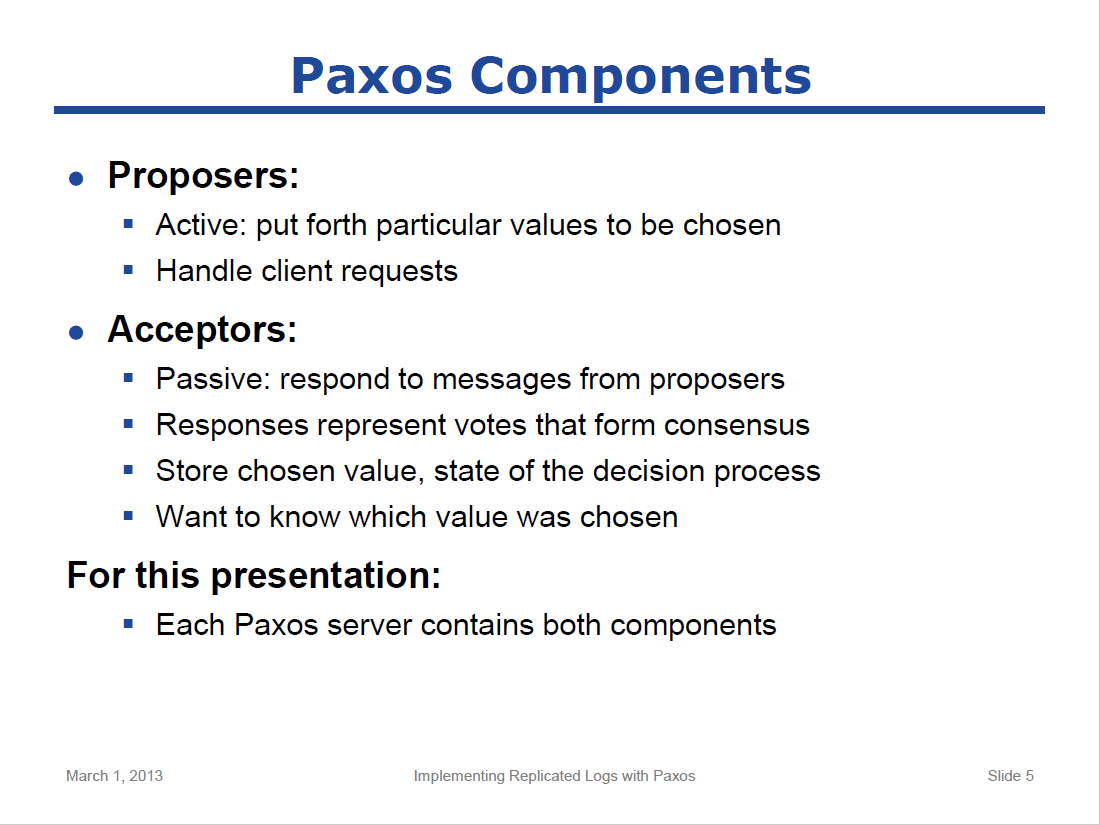 Paxos Components
● Proposers:
▪ Active: put forth particular values to be chosen
▪ Handle client requests
● Acceptors:
▪ Passive: respond to messages from proposers
▪ Responses represent votes that form consensus
▪ Store chosen value, state of the decision process
▪ Want to know which value was chosen
For this presentation:
▪ Each Paxos server contains both components
March 1, 2013 Implementing Replicated Logs with Paxos Slide 5